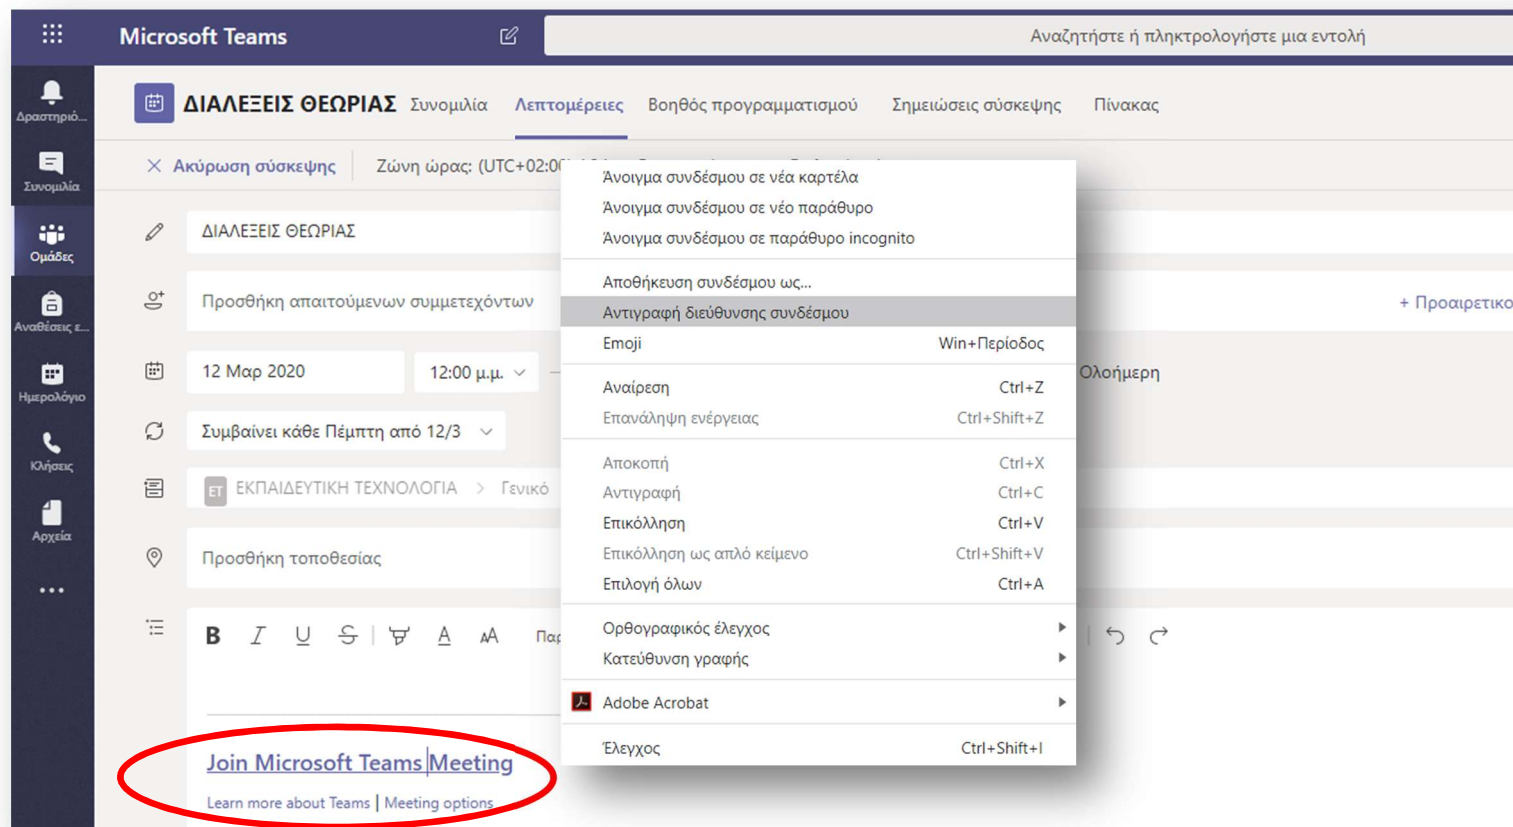 Microsoft Teams
Αναζητήστε ή πληκτρολογήστε μια εντολή
Δραστηριό...
Συνομιλία
Ομάδες
Αναθέσεις ε...
Ημερολόγιο
Κλήσεις
Αρχεία
ΔΙΑΛΕΞΕΙΣ ΘΕΩΡΙΑΣ Συνομιλία Λεπτομέρειες Βοηθός προγραμματισμού Σημειώσεις σύσκεψης Πίνακας
Ακύρωση σύσκεψης Ζώνη ώρας: (UTC+02:00)
ΔΙΑΛΕΞΕΙΣ ΘΕΩΡΙΑΣ
Προσθήκη απαιτούμενων συμμετεχόντων
+ Προαιρετικο
12 Μαρ 2020 12:00 μ.μ. Ολοήμερη
Συμβαίνει κάθε Πέμπτη από 12/3
ET ΕΚΠΑΙΔΕΥΤΙΚΗ ΤΕΧΝΟΛΟΓΙΑ > Γενικό
Προσθήκη τοποθεσίας
B I U S A AA Παρ
Join Microsoft Teams Meeting
Learn more about Teams | Meeting options
Άνοιγμα συνδέσμου σε νέα καρτέλα
Άνοιγμα συνδέσμου σε νέο παράθυρο
Άνοιγμα συνδέσμου σε παράθυρο incognito
Αποθήκευση συνδέσμου ως...
Αντιγραφή διεύθυνσης συνδέσμου
Emoji Win+Περίοδος
Αναίρεση Ctrl+Z
Επανάληψη ενέργειας Ctrl+Shift+Z
Αποκοπή Ctrl+X
Αντιγραφή Ctrl+C
Επικόλληση Ctrl+V
Επικόλληση ως απλό κείμενο Ctrl+Shift+V
Επιλογή όλων Ctrl+A
Ορθογραφικός έλεγχος
Κατεύθυνση γραφής
Adobe Acrobat
Έλεγχος Ctrl+Shift+I